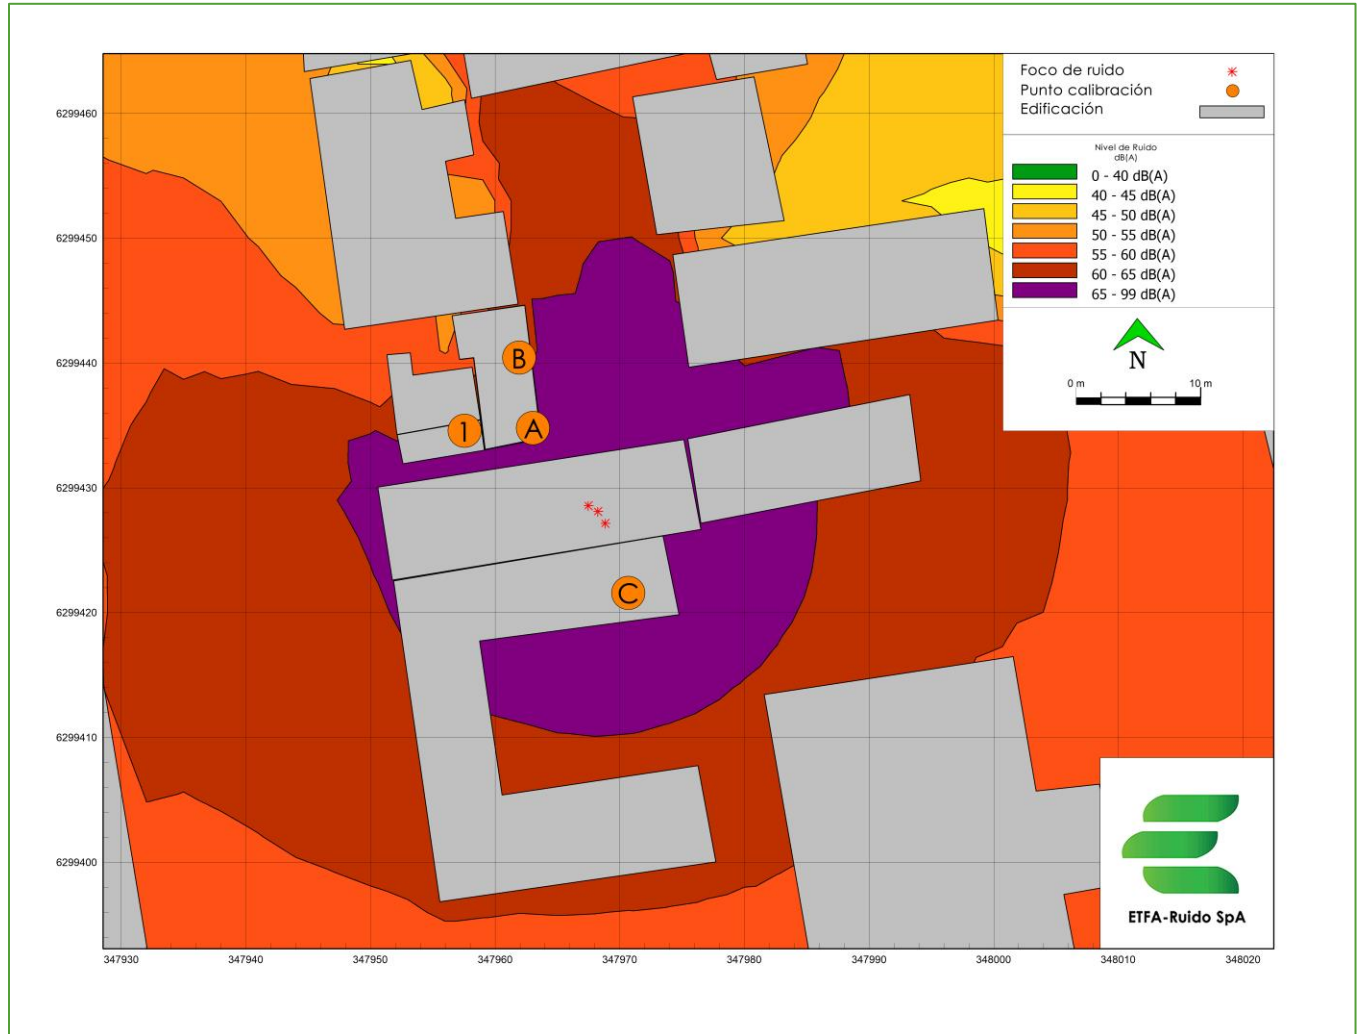 Foco de ruido
Punto calibración
Edificación
Nivel de Ruido
dB(A)
0 - 40 dB(A)
40 - 45 dB(A)
45 - 50 dB(A)
50 - 55 dB(A)
55 - 60 dB(A)
60 - 65 dB(A)
65 - 99 dB(A)
N
0 m
10 m
6299460
6299450
6299440
6299430
6299420
6299410
6299400
B
1
A
C
ETFA-Ruido SpA
347930
347940
347950
347960
347970
347980
347990
348000
348010
348020